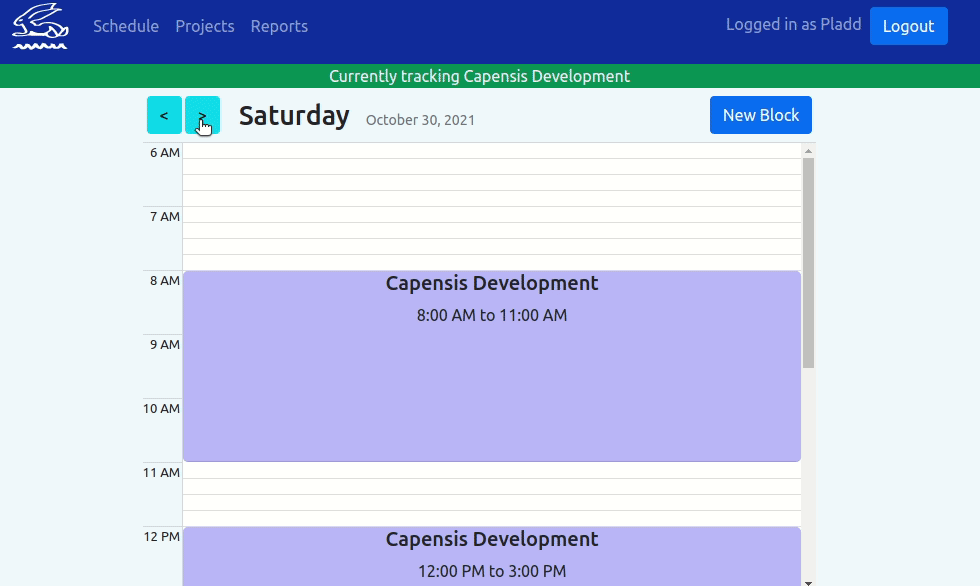 Schedule Projects Reports Logged in as Pladd Logout
Currently tracking Capensis Development
< > Saturday October 30, 2021 New Block
6 AM
7 AM
8 AM
Capensis Development
8:00 AM to 11:00 AM
9 AM
10 AM
11 AM
12 PM
Capensis Development
12:00 PM to 3:00 PM